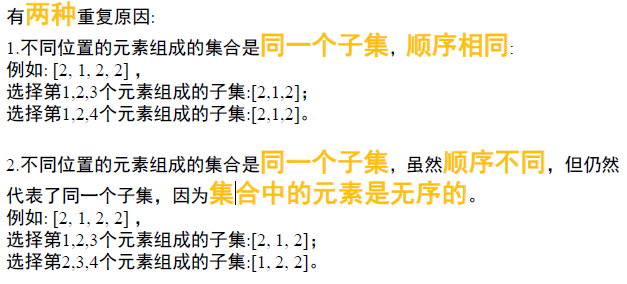 有两种重复原因:
1.不同位置的元素组成的集合是同一个子集，顺序相同:
例如: [2, 1, 2, 2] ，
选择第1,2,3个元素组成的子集:[2,1,2]；
选择第1,2,4个元素组成的子集:[2,1,2]。
2.不同位置的元素组成的集合是同一个子集，虽然顺序不同，但仍然
代表了同一个子集，因为集合中的元素是无序的。
例如: [2, 1, 2, 2] ，
选择第1,2,3个元素组成的子集:[2, 1, 2]；
选择第2,3,4个元素组成的子集:[1, 2, 2]。